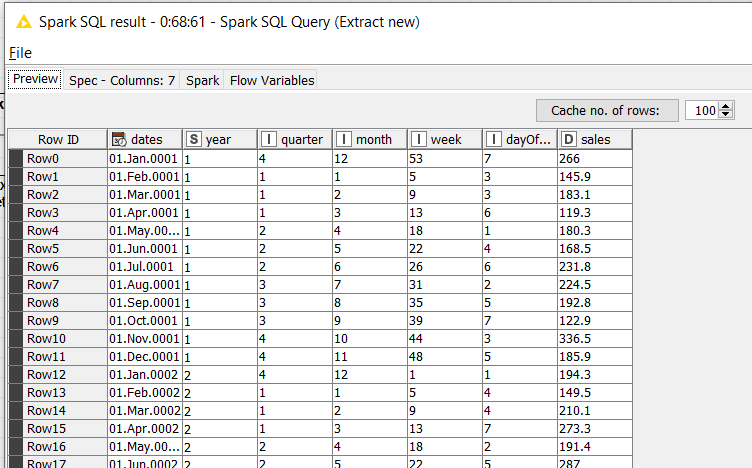 Spark SQL result - 0:68:61 - Spark SQL Query (Extract new)
File
Preview Spec - Columns: 7 Spark Flow Variables
Cache no. of rows: 100
Row ID dates S year I quarter I month I week I dayOf... D sales
Row0 01.Jan.0001 1 4 12 53 7 266
Row1 01.Feb.0001 1 1 1 5 3 145.9
Row2 01.Mar.0001 1 1 2 9 3 183.1
Row3 01.Apr.0001 1 1 3 13 6 119.3
Row4 01.May.00... 1 2 4 18 1 180.3
Row5 01.Jun.0001 1 2 5 22 4 168.5
Row6 01.Jul.0001 1 2 6 26 6 231.8
Row7 01.Aug.0001 1 3 7 31 2 224.5
Row8 01.Sep.0001 1 3 8 35 5 192.8
Row9 01.Oct.0001 1 3 9 39 7 122.9
Row10 01.Nov.0001 1 4 10 44 3 336.5
Row11 01.Dec.0001 1 4 11 48 5 185.9
Row12 01.Jan.0002 2 4 12 1 1 194.3
Row13 01.Feb.0002 2 1 1 5 4 149.5
Row14 01.Mar.0002 2 1 2 9 4 210.1
Row15 01.Apr.0002 2 1 3 13 7 273.3
Row16 01.May.00... 2 2 4 18 2 191.4
Row17 01.Jun.0002 2 2 5 22 5 287